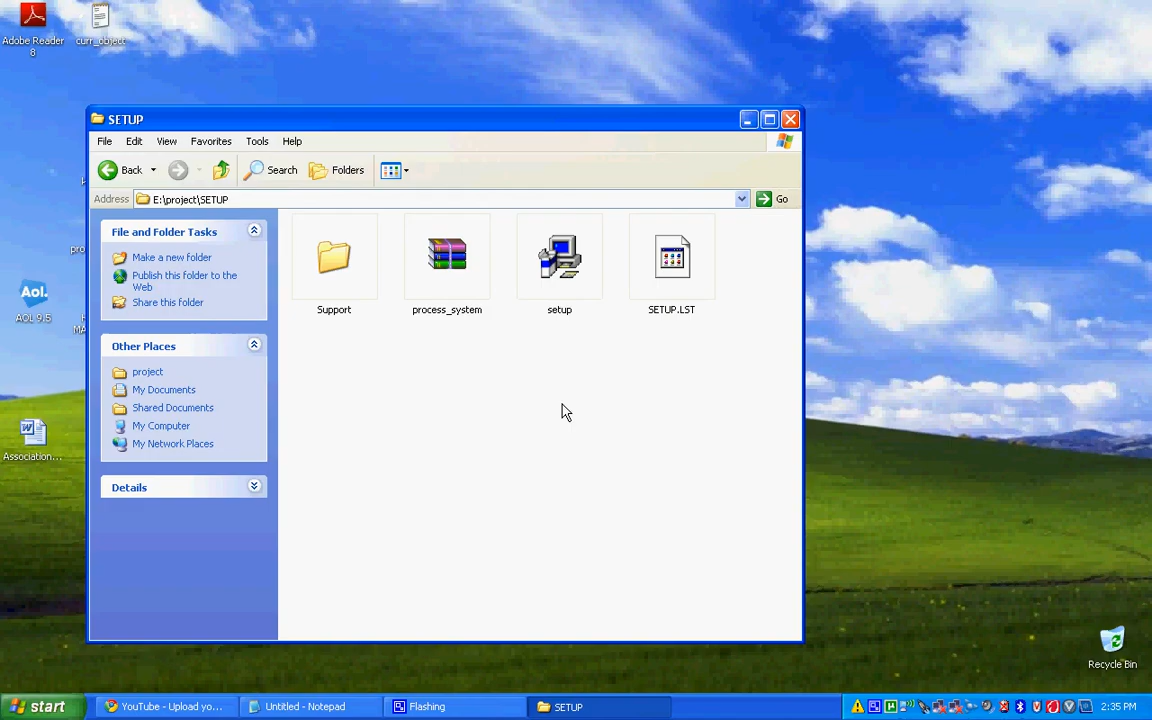 Adobe Reader
8
curr_object
SETUP
File Edit View Favorites Tools Help
Back Search Folders
Address E:\project\SETUP Go
File and Folder Tasks
Make a new folder
Publish this folder to the
Web
Share this folder
Other Places
project
My Documents
Shared Documents
My Computer
My Network Places
Details
Support
process_system
setup
SETUP.LST
pro
Aol.
AOL 9.5
MA
W
Association...
Recycle Bin
start
YouTube - Upload yo...
Untitled - Notepad
Flashing
SETUP
2:35 PM